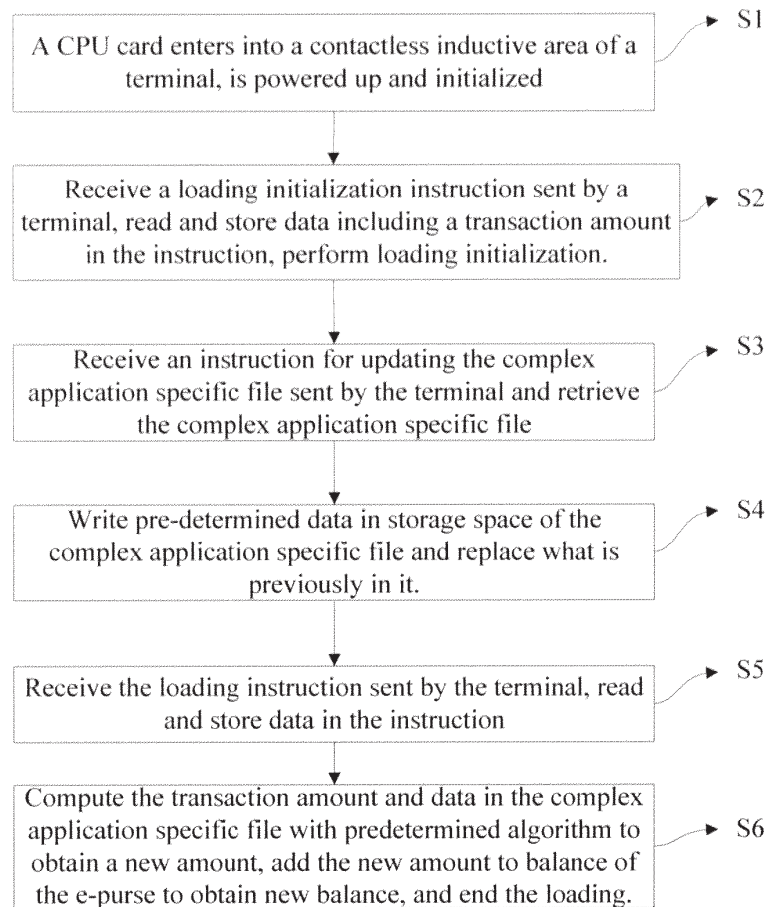 A CPU card enters into a contactless inductive area of a
terminal, is powered up and initialized
S1
Receive a loading initialization instruction sent by a
terminal, read and store data including a transaction amount
in the instruction, perform loading initialization.
S2
Receive an instruction for updating the complex
application specific file sent by the terminal and retrieve
the complex application specific file
S3
Write pre-determined data in storage space of the
complex application specific file and replace what is
previously in it.
S4
Receive the loading instruction sent by the terminal, read
and store data in the instruction
S5
Compute the transaction amount and data in the complex
application specific file with predetermined algorithm to
obtain a new amount, add the new amount to balance of
the e-purse to obtain new balance, and end the loading.
S6